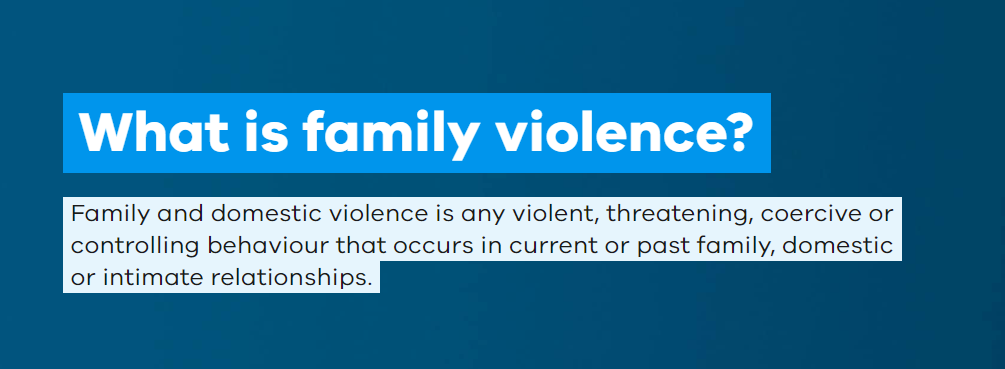 What is family violence?
Family and domestic violence is any violent, threatening, coercive or
controlling behaviour that occurs in current or past family, domestic
or intimate relationships.